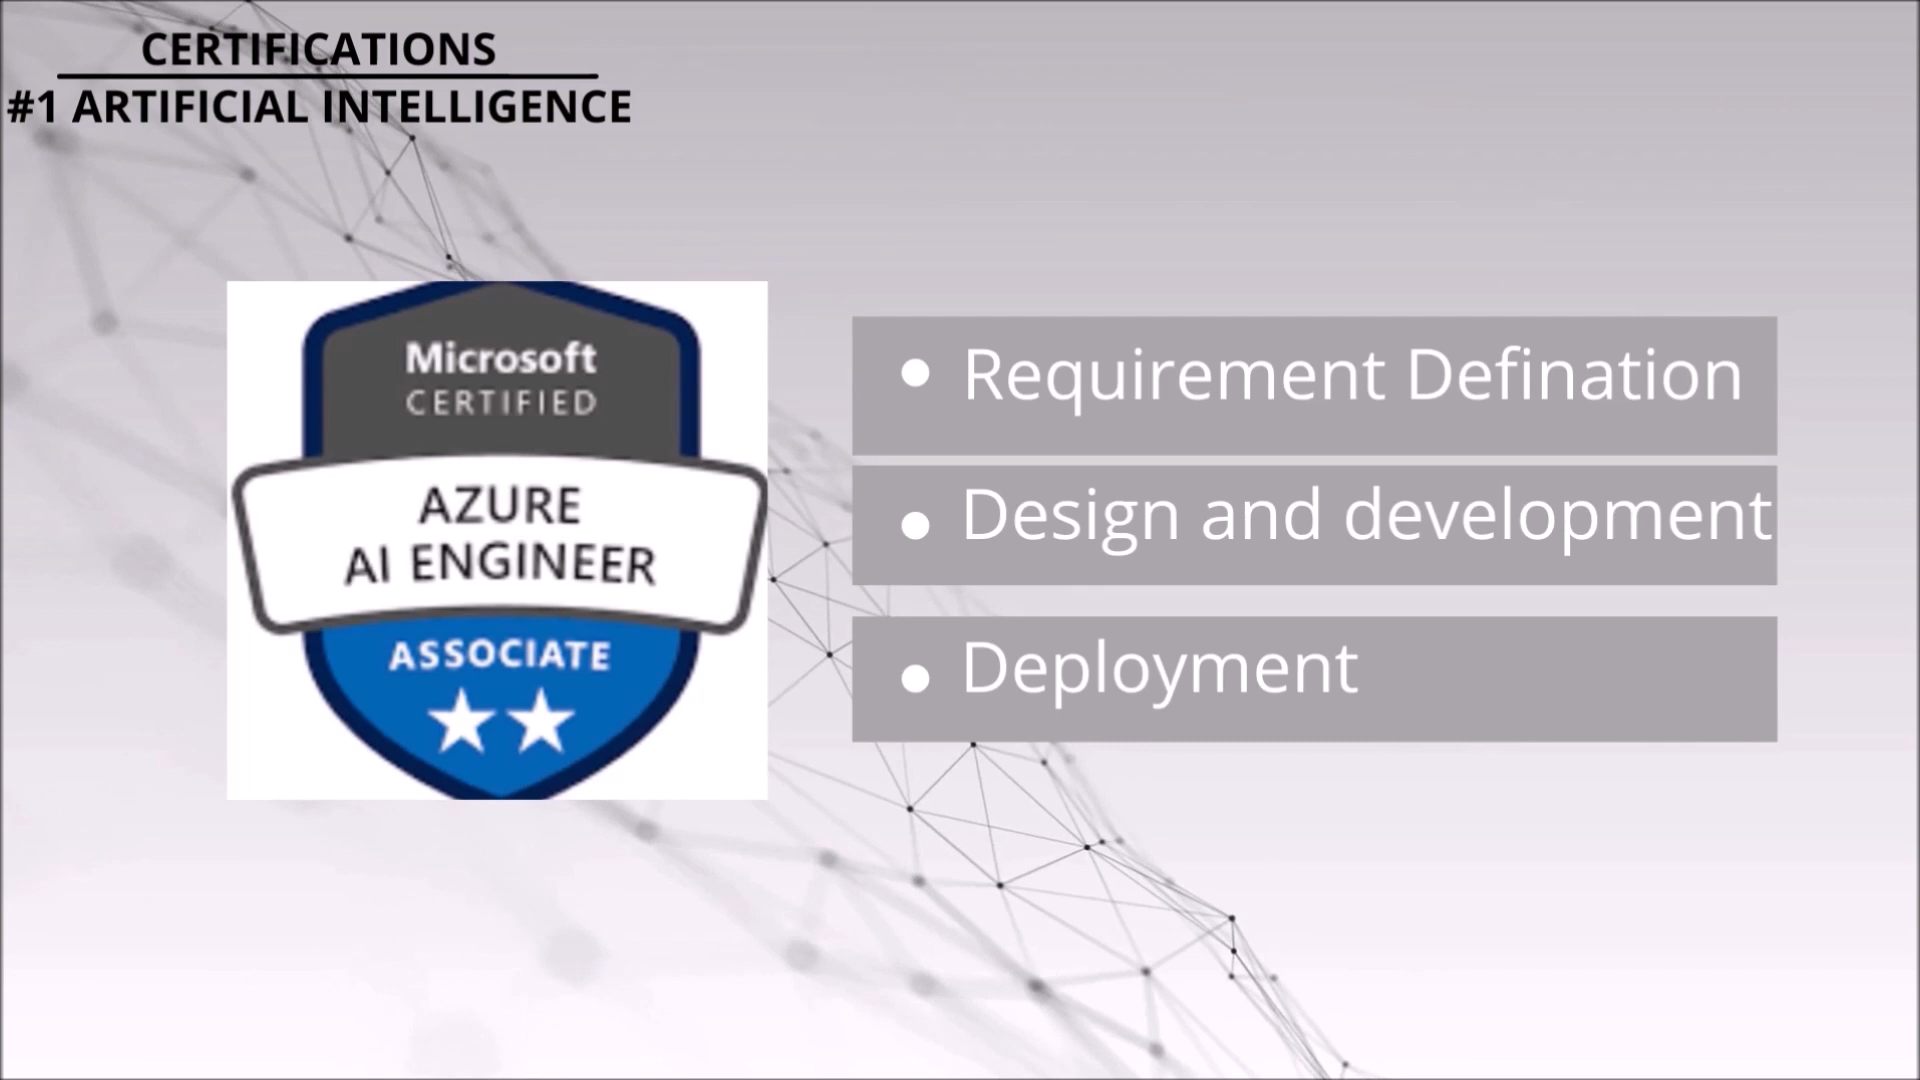 CERTIFICATIONS
#1 ARTIFICIAL INTELLIGENCE
Microsoft
CERTIFIED
AZURE
AI ENGINEER
ASSOCIATE
• Requirement Defination
• Design and development
• Deployment